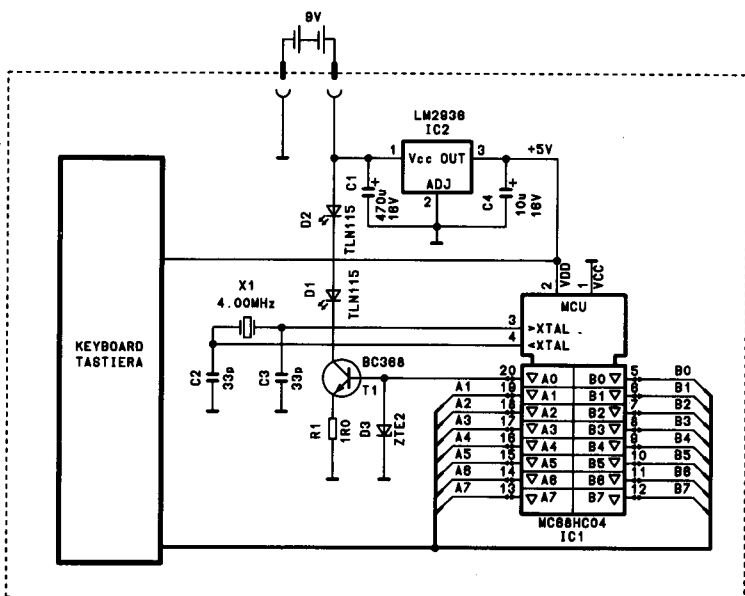 9V
LM2936
IC2
1
Vcc OUT
3
+5V
ADJ
2
C1
470u
16V
C4
10u
16V
D2
TLN115
D1
TLN115
X1
4.00MHz
C2
33p
C3
33p
KEYBOARD
TASTIERA
2
VDD
1
VCC
MCU
3
>XTAL
4
<XTAL
BC368
T1
R1
1R0
D3
ZTE2
20 A0 B0 5 B0
A1 19 A1 B1 6 B1
A2 18 A2 B2 7 B2
A3 17 A3 B3 8 B3
A4 16 A4 B4 9 B4
A5 15 A5 B5 10 B5
A6 14 A6 B6 11 B6
A7 13 A7 B7 12 B7
MC68HC04
IC1